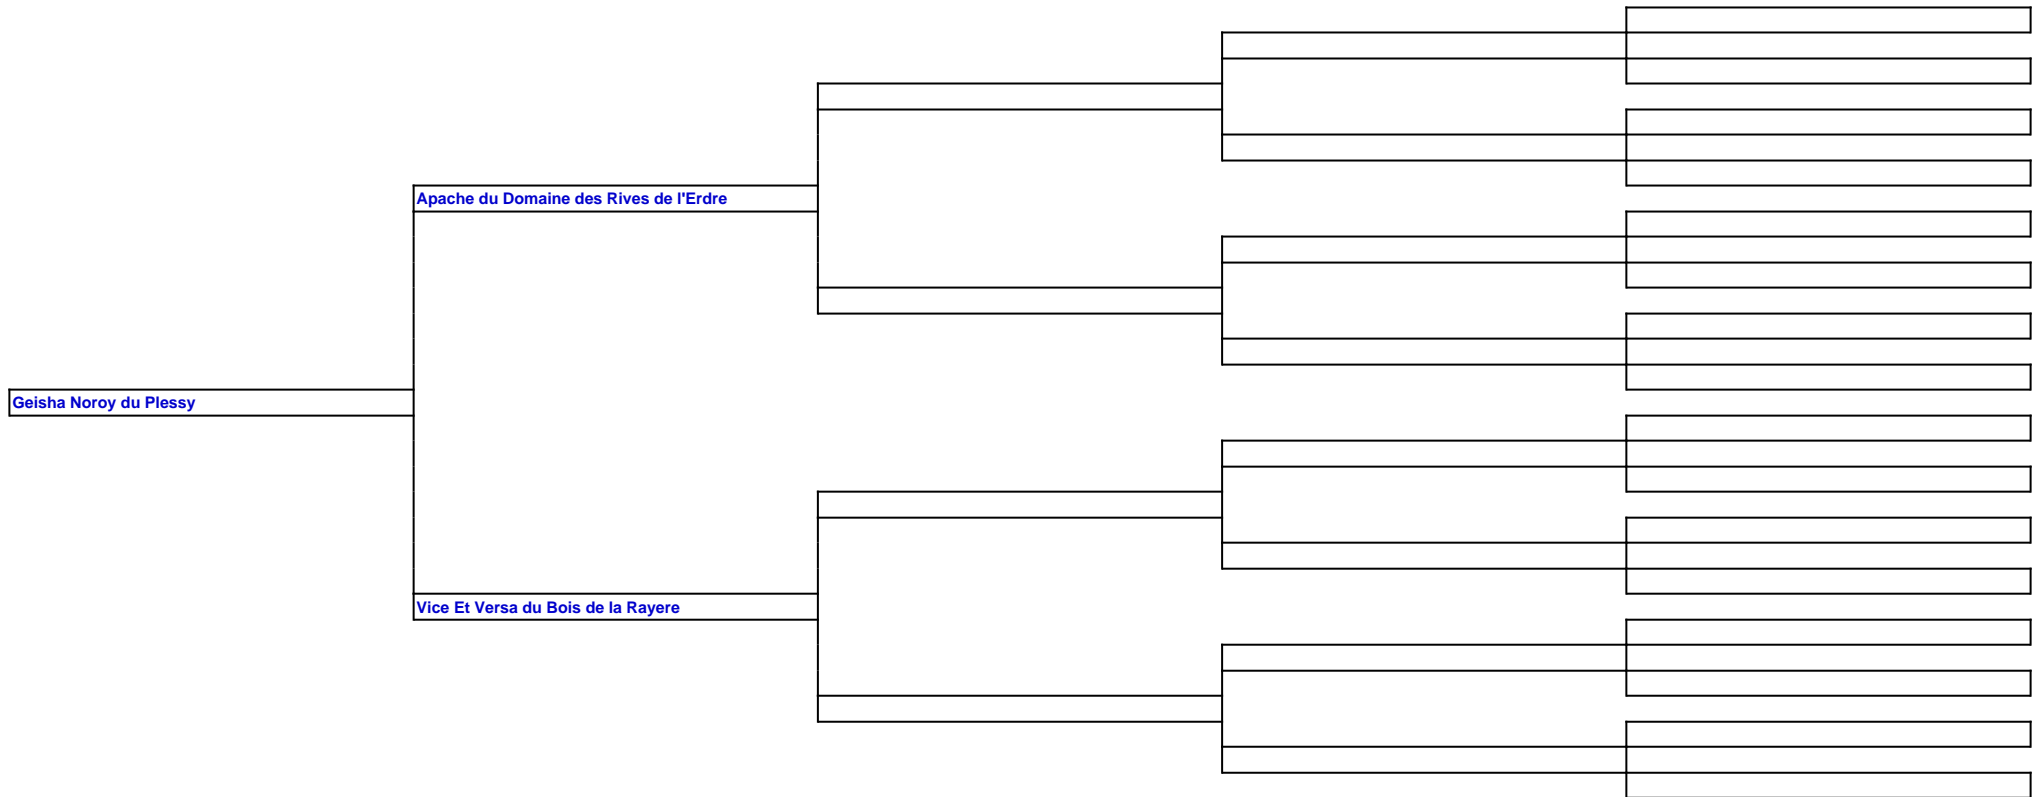 Apache du Domaine des Rives de l'Erdre
Geisha Noroy du Plessy
Vice Et Versa du Bois de la Rayere